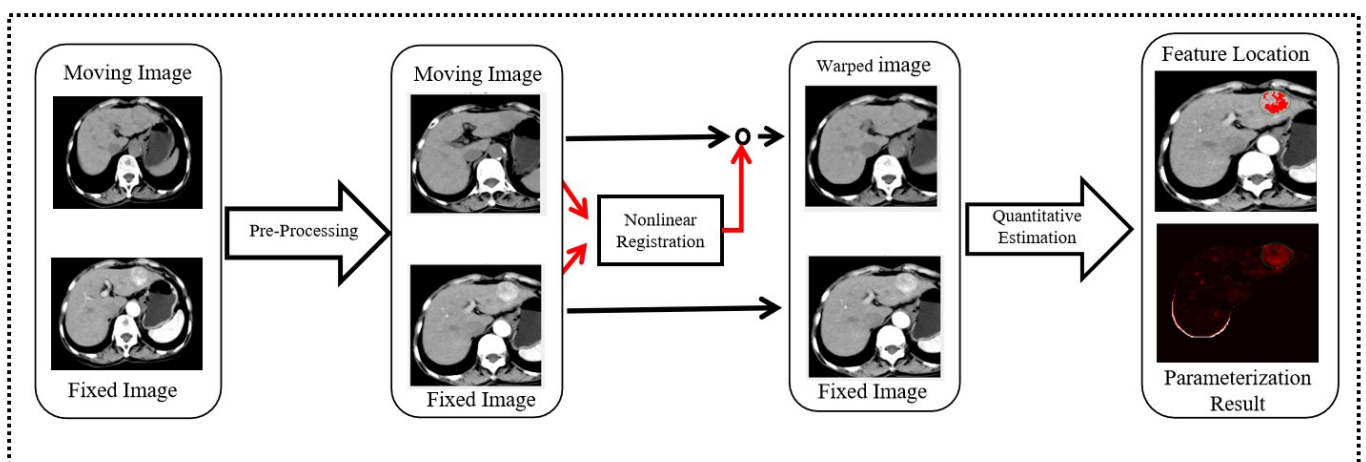 Moving Image
Fixed Image
Pre-Processing
Moving Image
Fixed Image
Nonlinear
Registration
Warped image
Fixed Image
Quantitative
Estimation
Feature Location
Parameterization
Result